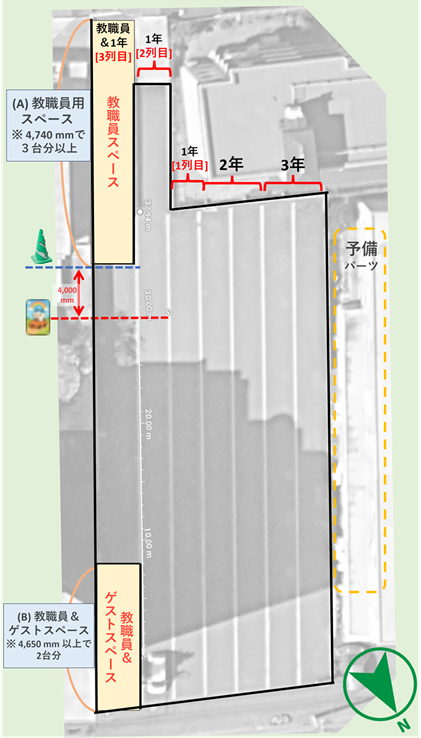 教職員
＆1年
[3列目]
1年
[2列目]
(A) 教職員用
スペース
※ 4,740 mmで
３台分以上
教職員スペース
1年
[1列目]
2年
3年
予備
パーツ
4,000
mm
30.00
20.00 m
10.00 m
教職員＆
ゲストスペース
(B) 教職員＆
ゲストスペース
※ 4,650 mm 以上で
2台分
N